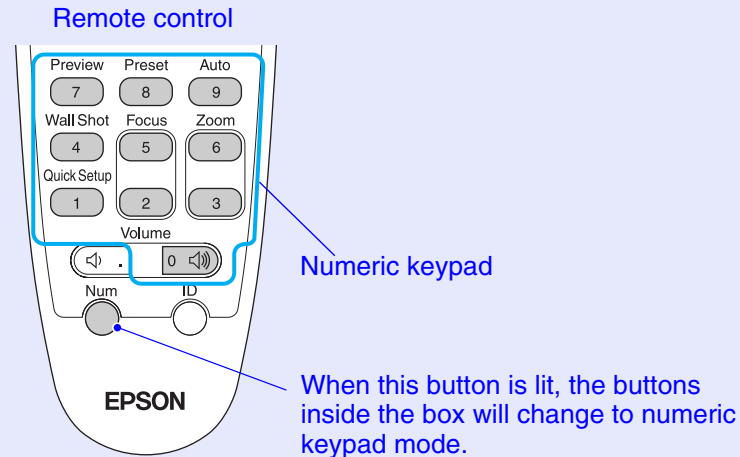 Remote control
Preview Preset Auto
7 8 9
Wall Shot Focus Zoom
4 5 6
Quick Setup
1 2 3
Volume
. 0
Numeric keypad
Num ID
When this button is lit, the buttons
inside the box will change to numeric
keypad mode.
EPSON